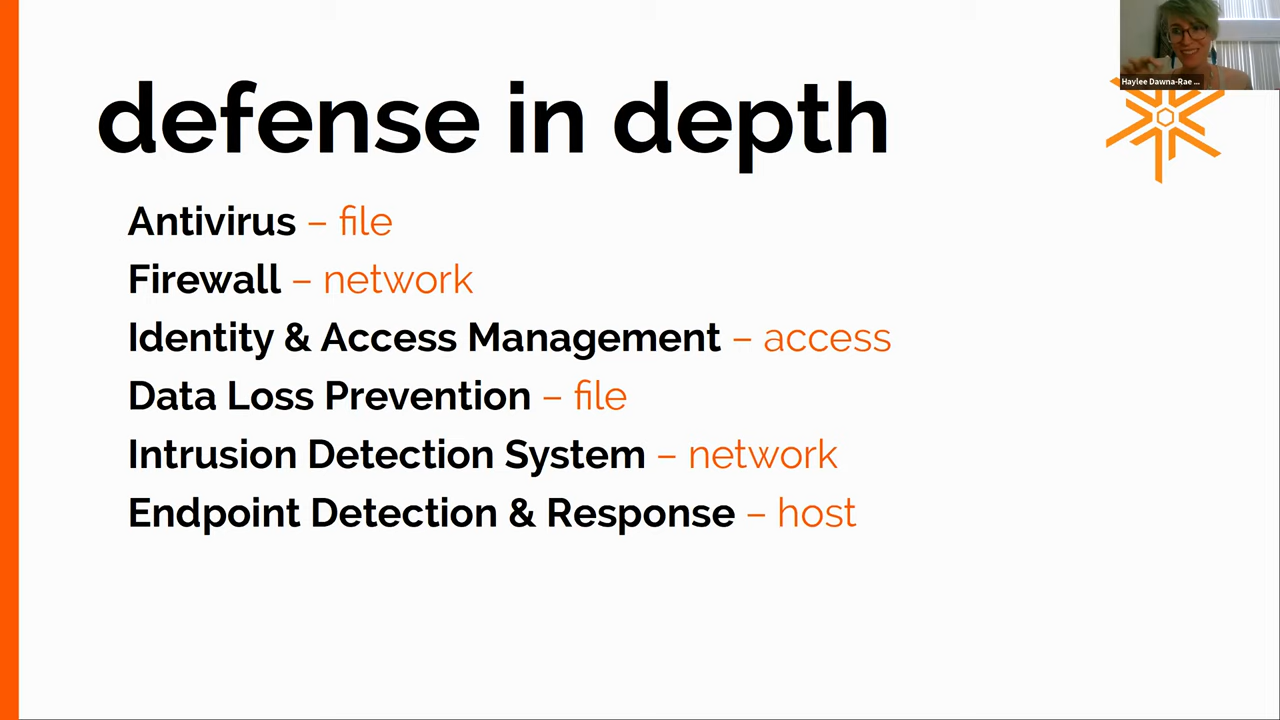 defense in depth
Antivirus – file
Firewall – network
Identity & Access Management – access
Data Loss Prevention – file
Intrusion Detection System – network
Endpoint Detection & Response – host
Haylee Dawna-Rae ...